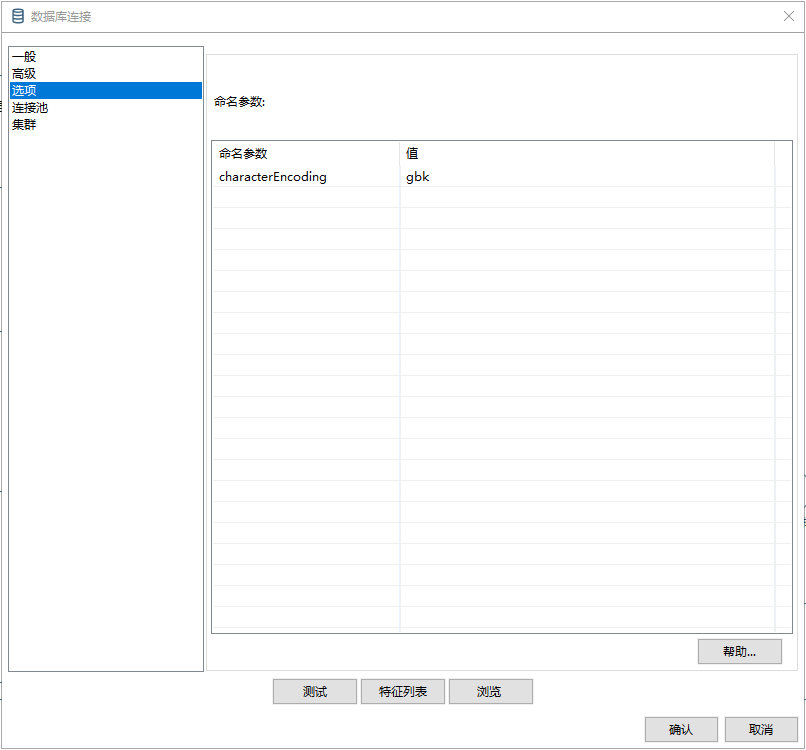 数据库连接
一般
高级
选项
连接池
集群
命名参数:
命名参数 值
characterEncoding gbk
帮助...
测试 特征列表 浏览
确认 取消